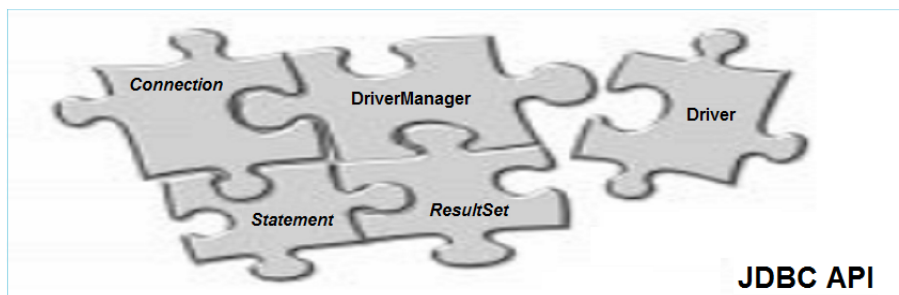 Connection
DriverManager
Driver
Statement
ResultSet
JDBC API